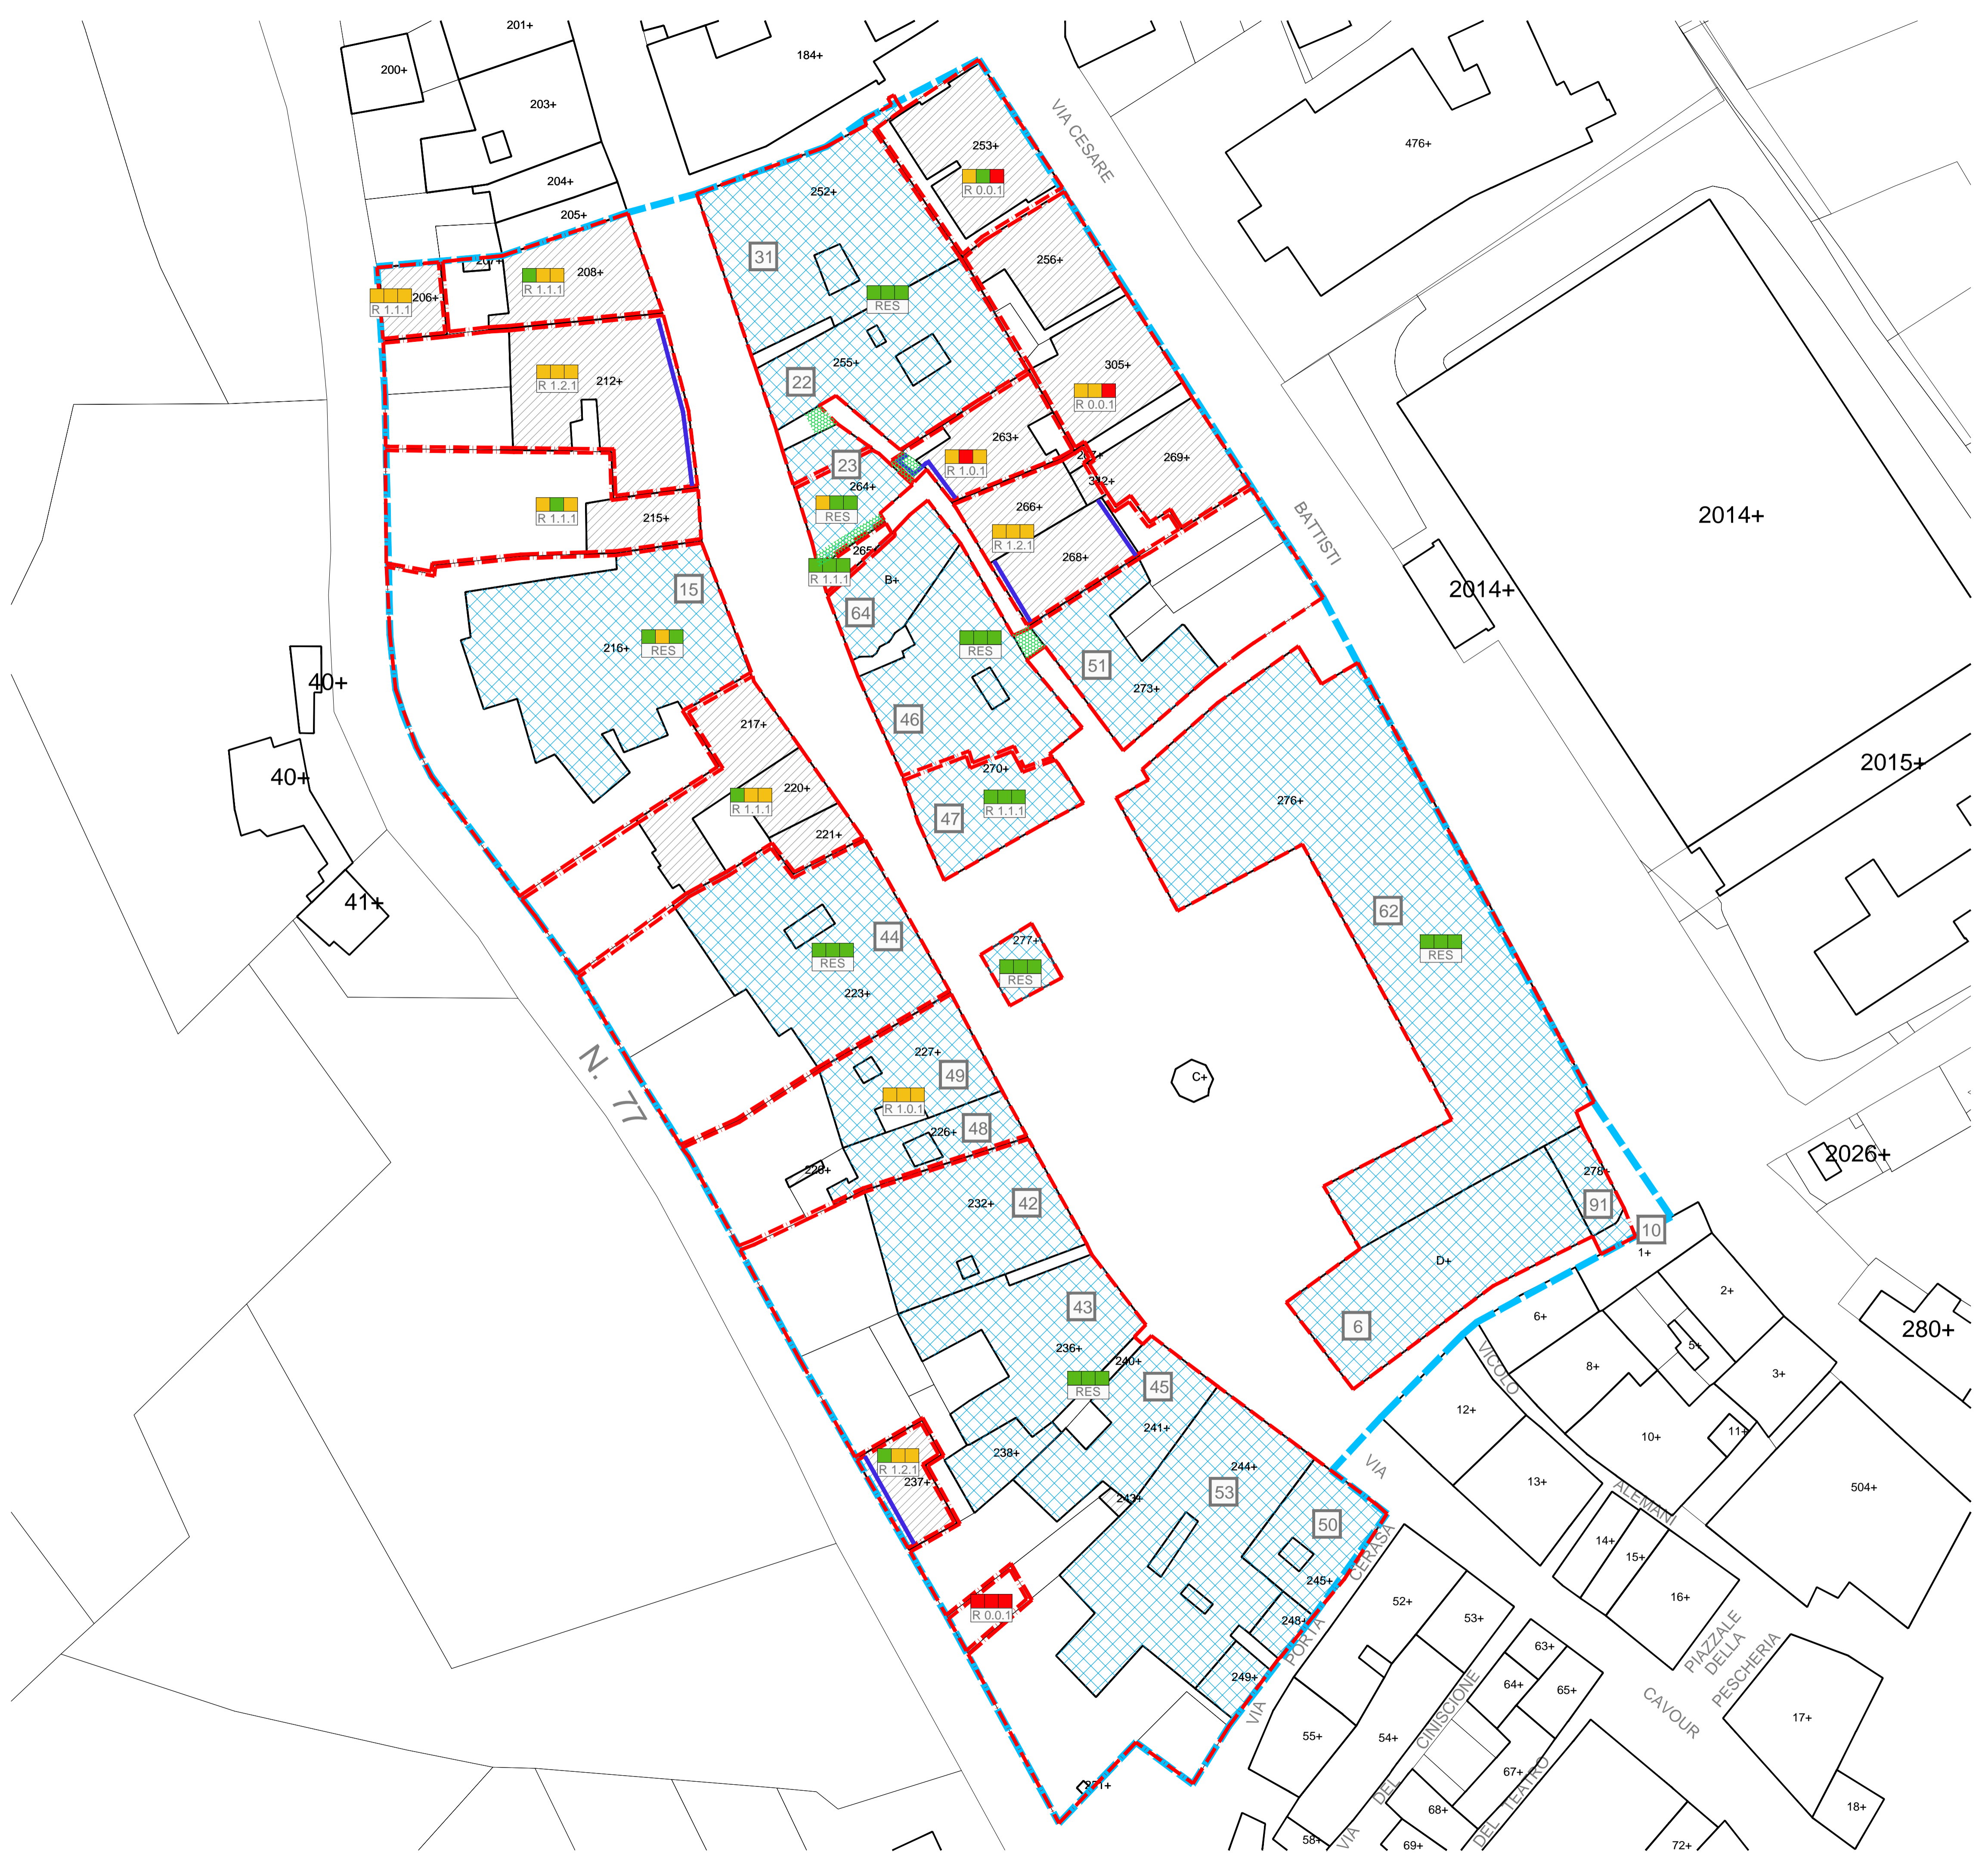 201+
184+
200+
203+
VIA CESARE
253+
R 0.0.1
476+
204+
252+
205+
31
256+
207+
208+
R 1.1.1
206+
R 1.1.1
RES
255+
22
305+
R 0.0.1
R 1.2.1
212+
263+
267+
269+
R 1.0.1
23
264+
342+
RES
R 1.1.1
215+
266+
BATTISTI
2014+
R 1.2.1
265+
268+
R 1.1.1
B+
15
64
2014+
216+
RES
RES
51
40+
273+
217+
46
40+
270+
2015+
R 1.1.1
220+
R 1.1.1
276+
47
221+
41+
62
44
277+
RES
RES
RES
223+
227+
49
C+
N. 77
R 1.0.1
48
226+
2026+
228+
278+
232+
42
91
10
1+
D+
2+
43
6+
6
280+
236+
240+
VICOLO
8+
5+
3+
RES
45
12+
241+
10+
11+
238+
R 1.2.1
237+
244+
VIA
13+
504+
53
243+
ALEMANI
50
CERASA
14+
15+
245+
16+
R 0.0.1
52+
53+
248+
PORTA
63+
PIAZZALE
DELLA
PESCHERIA
249+
64+
65+
CINISCIONE
VIA
CAVOUR
17+
55+
54+
67+
DEL
DEL TEATRO
251+
68+
18+
VIA
58+
69+
72+